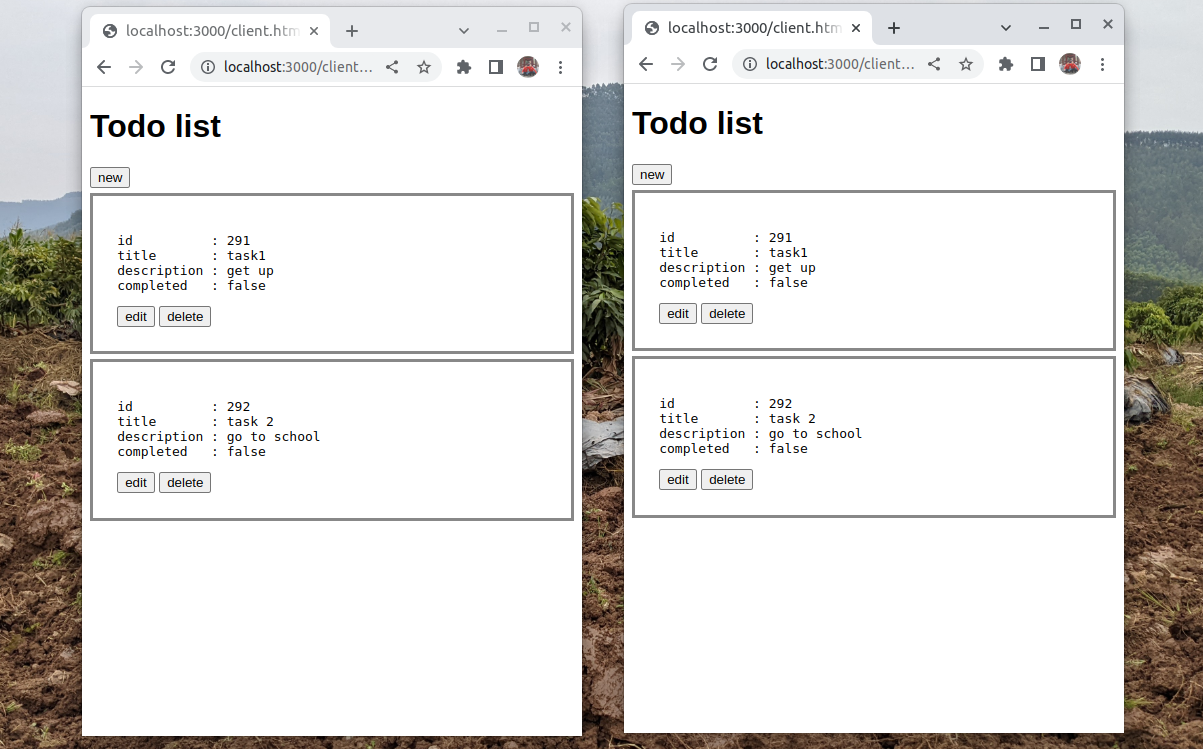 localhost:3000/client.htm
localhost:3000/client...
Todo list
new
id : 291
title : task1
description : get up
completed : false
edit delete
id : 292
title : task 2
description : go to school
completed : false
edit delete
localhost:3000/client.htm
localhost:3000/client...
Todo list
new
id : 291
title : task1
description : get up
completed : false
edit delete
id : 292
title : task 2
description : go to school
completed : false
edit delete